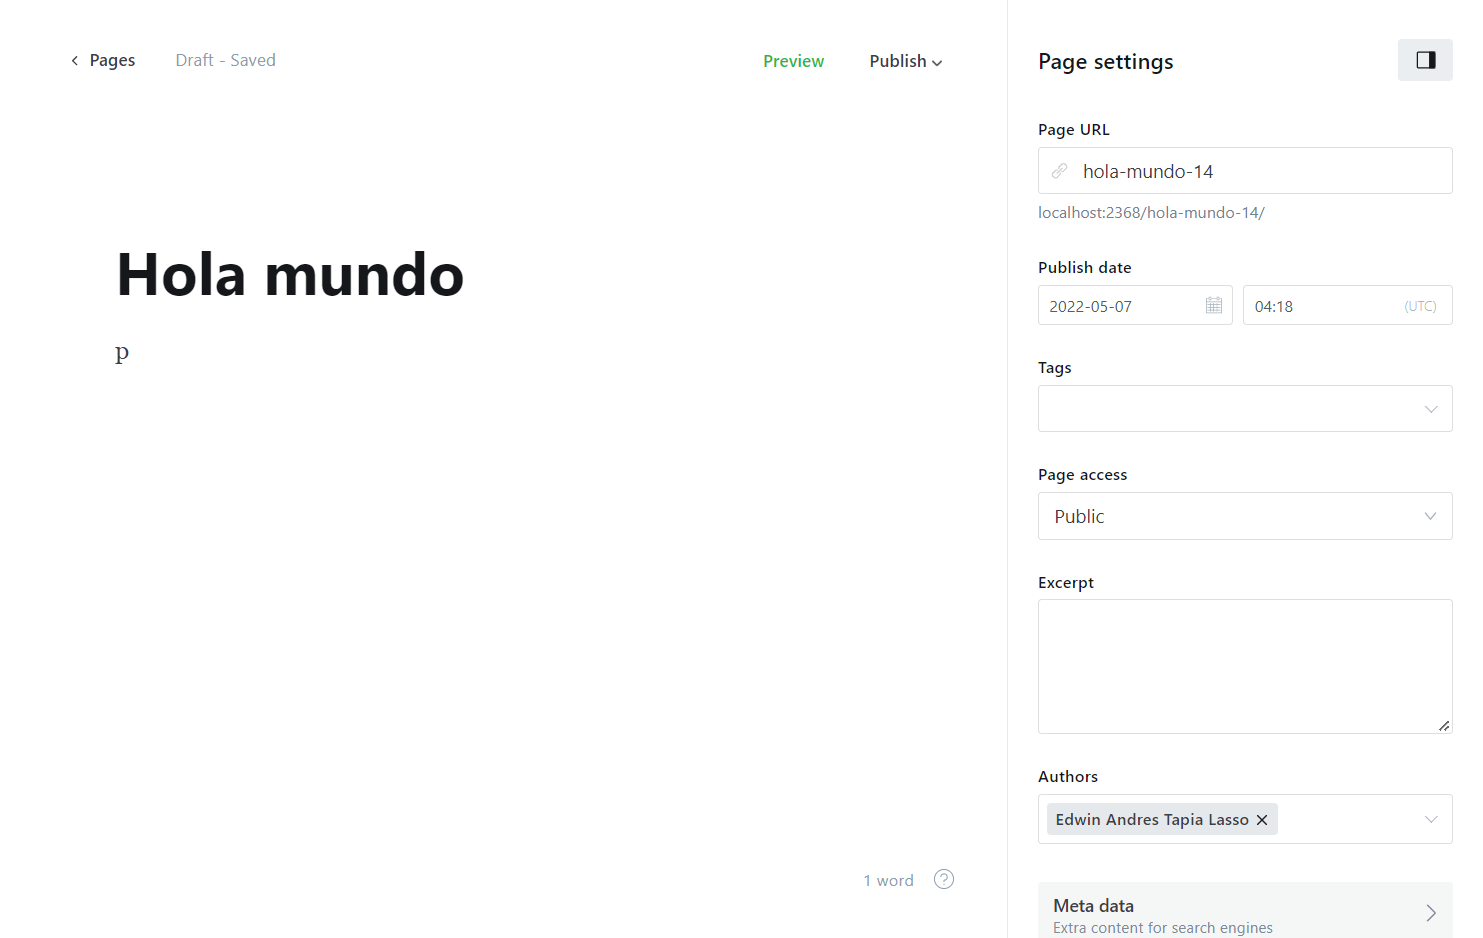 Pages
Draft - Saved
Preview
Publish
Hola mundo
p
1 word
?
Page settings
Page URL
hola-mundo-14
localhost:2368/hola-mundo-14/
Publish date
2022-05-07
04:18
(UTC)
Tags
Page access
Public
Excerpt
Authors
Edwin Andres Tapia Lasso
Meta data
Extra content for search engines